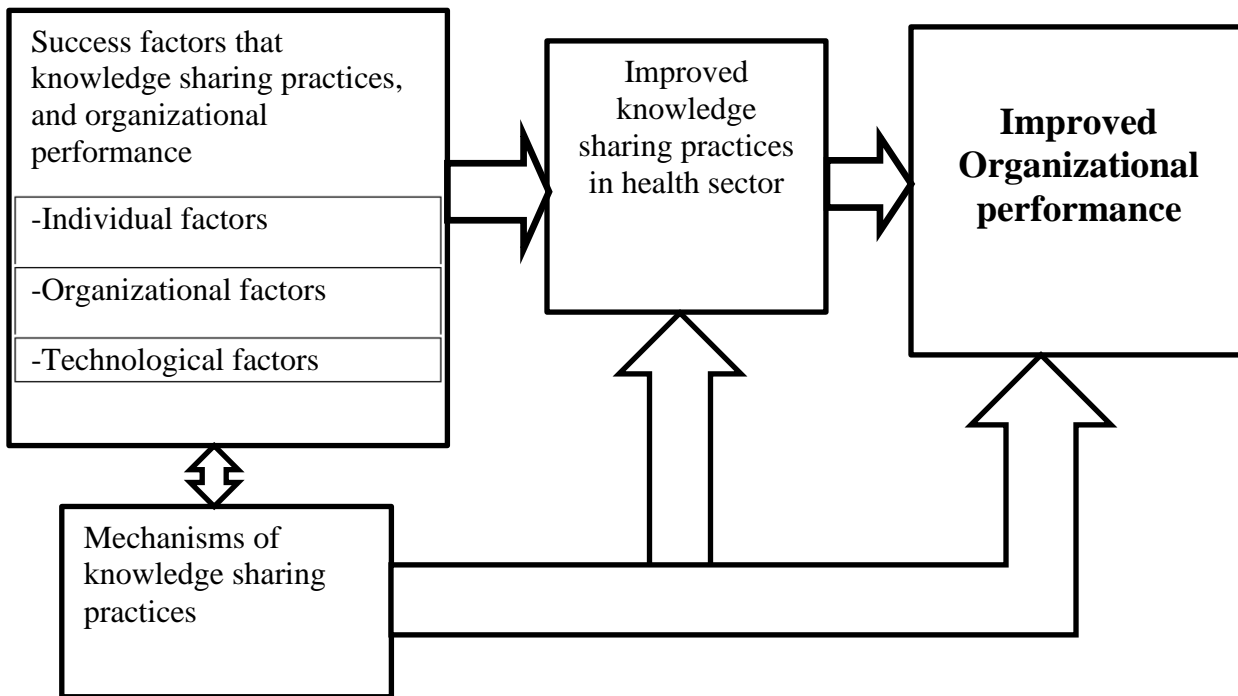 Success factors that
knowledge sharing practices,
and organizational
performance
-Individual factors
-Organizational factors
-Technological factors
Improved
knowledge
sharing practices
in health sector
Improved
Organizational
performance
Mechanisms of
knowledge sharing
practices